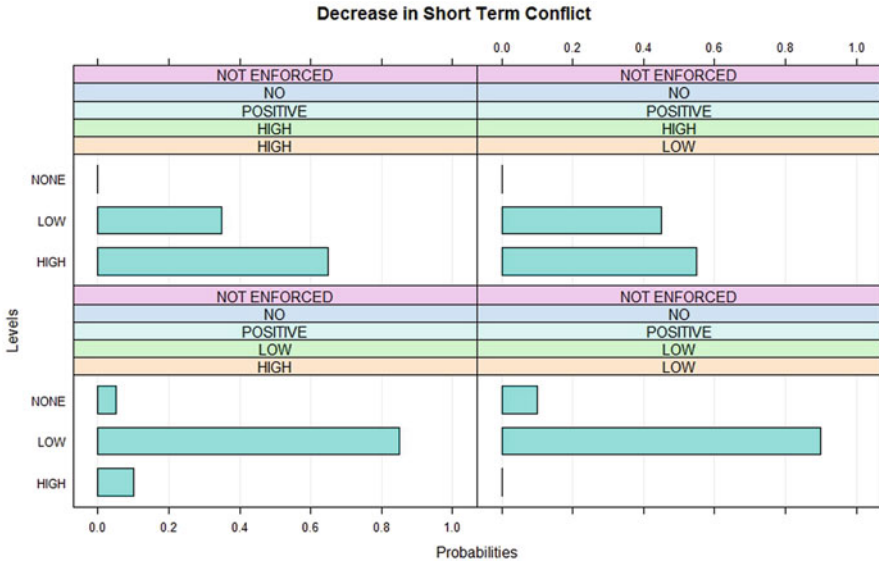 Decrease in Short Term Conflict
0.0 0.2 0.4 0.6 0.8 1.0
NOT ENFORCED NOT ENFORCED
NO NO
POSITIVE POSITIVE
HIGH HIGH
HIGH LOW
NONE
LOW
HIGH
NOT ENFORCED NOT ENFORCED
NO NO
POSITIVE POSITIVE
LOW LOW
HIGH LOW
Levels
NONE
LOW
HIGH
0.0 0.2 0.4 0.6 0.8 1.0
Probabilities